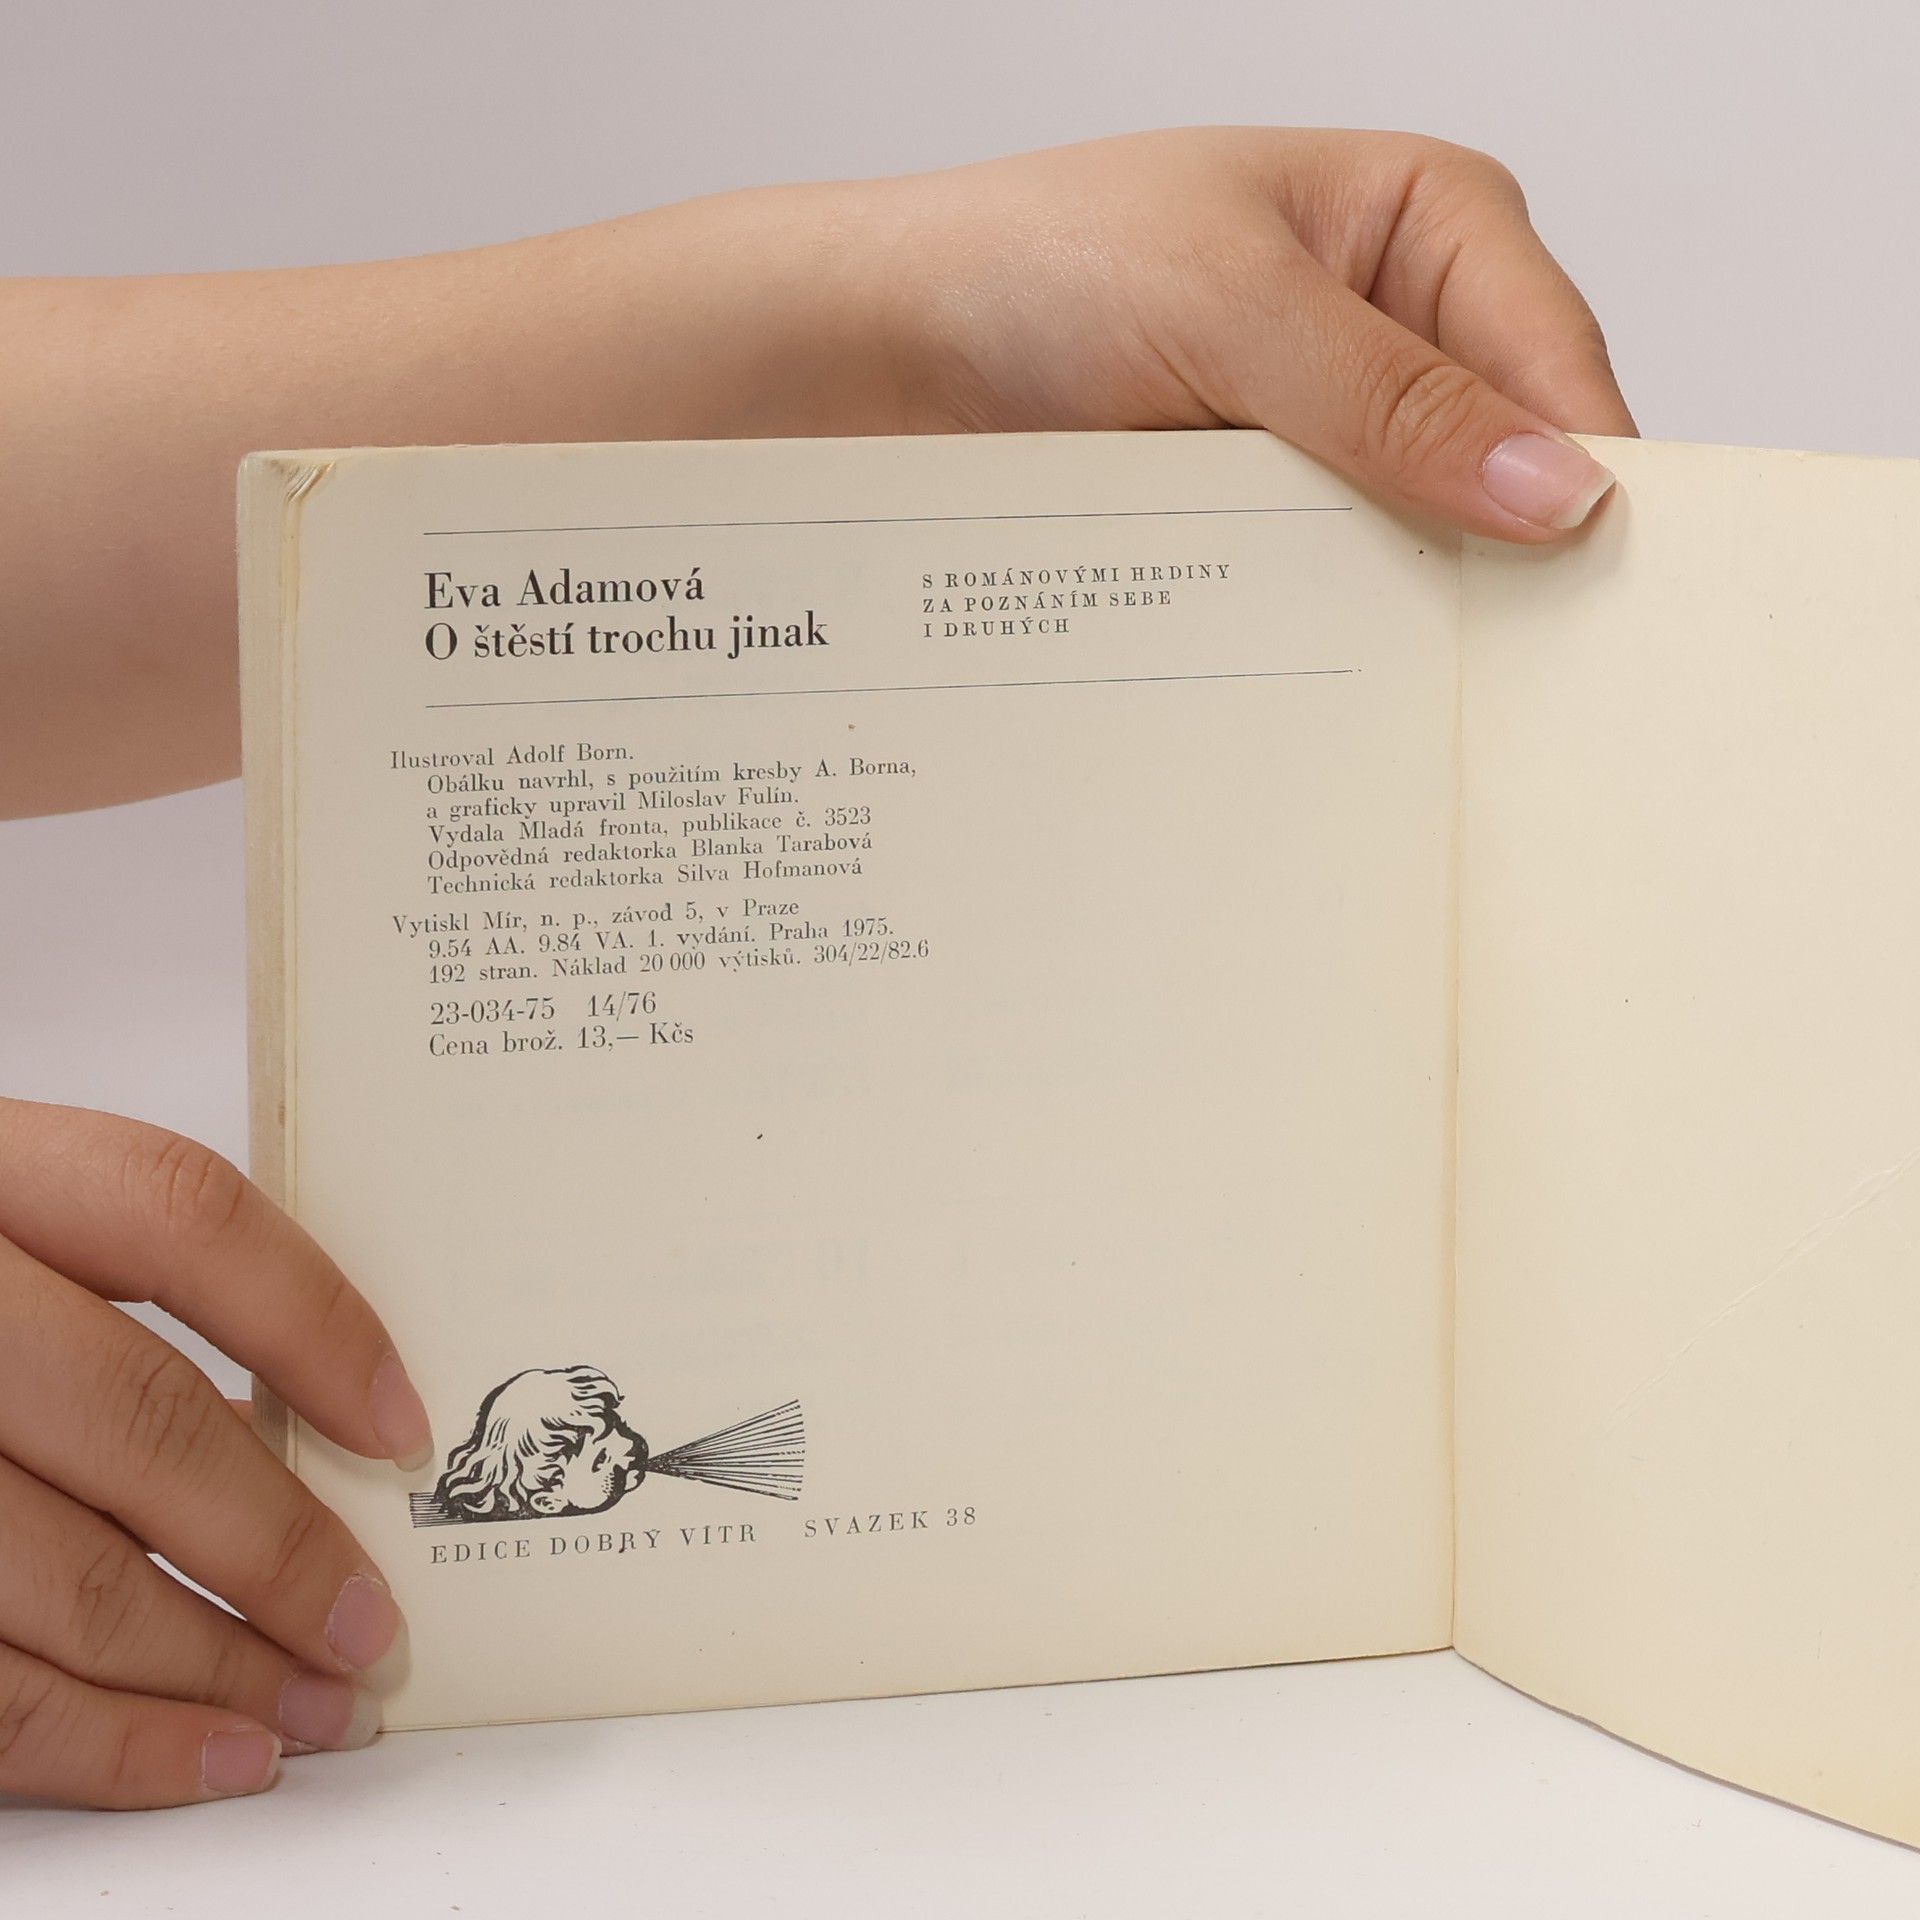 Eva Adamová
O štěstí trochu jinak
S ROMÁNOVÝMI HRDINY
ZA POZNÁNÍM SEBE
I DRUHÝCH
Ilustroval Adolf Born.
Obálku navrhl, s použitím kresby A. Borna,
a graficky upravil Miloslav Fulín.
Vydala Mladá fronta, publikace č. 3523
Odpovědná redaktorka Blanka Tarabová
Technická redaktorka Silva Hofmanová
Vytiskl Mír, n. p., závod 5, v Praze
9.54 AA. 9.84 VA. 1. vydání. Praha 1975.
192 stran. Náklad 20 000 výtisků. 304/22/82.6
23-034-75 14/76
Cena brož. 13,— Kčs
EDICE DOBRÝ VÍTR SVAZEK 38